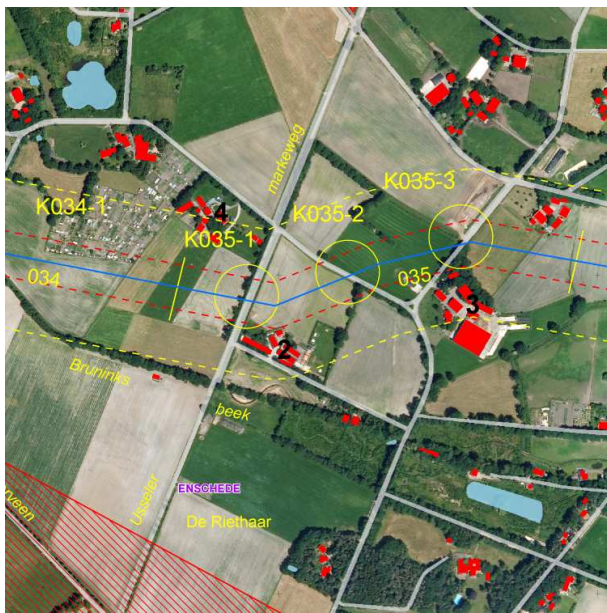 markeweg
K034-1
4
K035-1
K035-2
K035-3
034
035
3
2
Bruninks
beek
Usseler
ENSCHEDE
De Riethaar
rveen